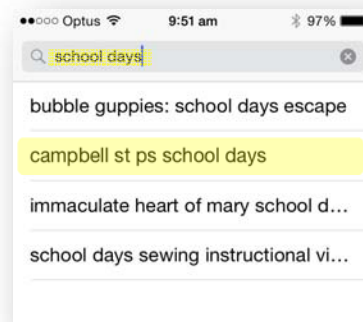 Optus 9:51 am 97%
school days
bubble guppies: school days escape
campbell st ps school days
immaculate heart of mary school d...
school days sewing instructional vi...